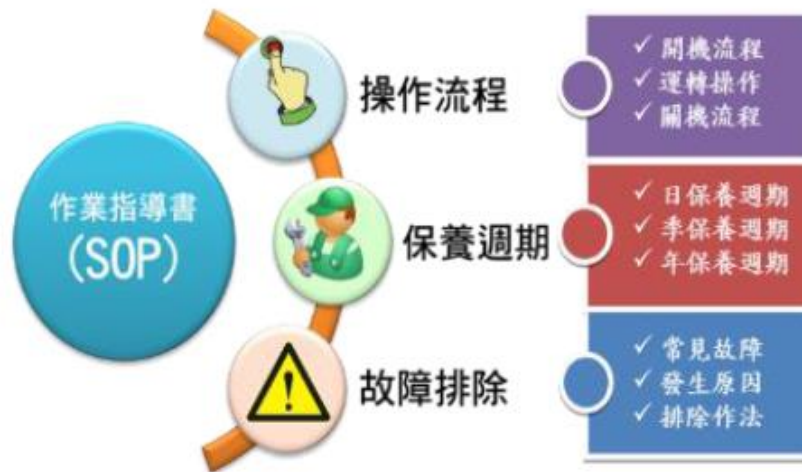 作業指導書
(SOP)
操作流程
✓ 開機流程
✓ 運轉操作
✓ 關機流程
保養週期
✓ 日保養週期
✓ 季保養週期
✓ 年保養週期
故障排除
✓ 常見故障
✓ 發生原因
✓ 排除作法